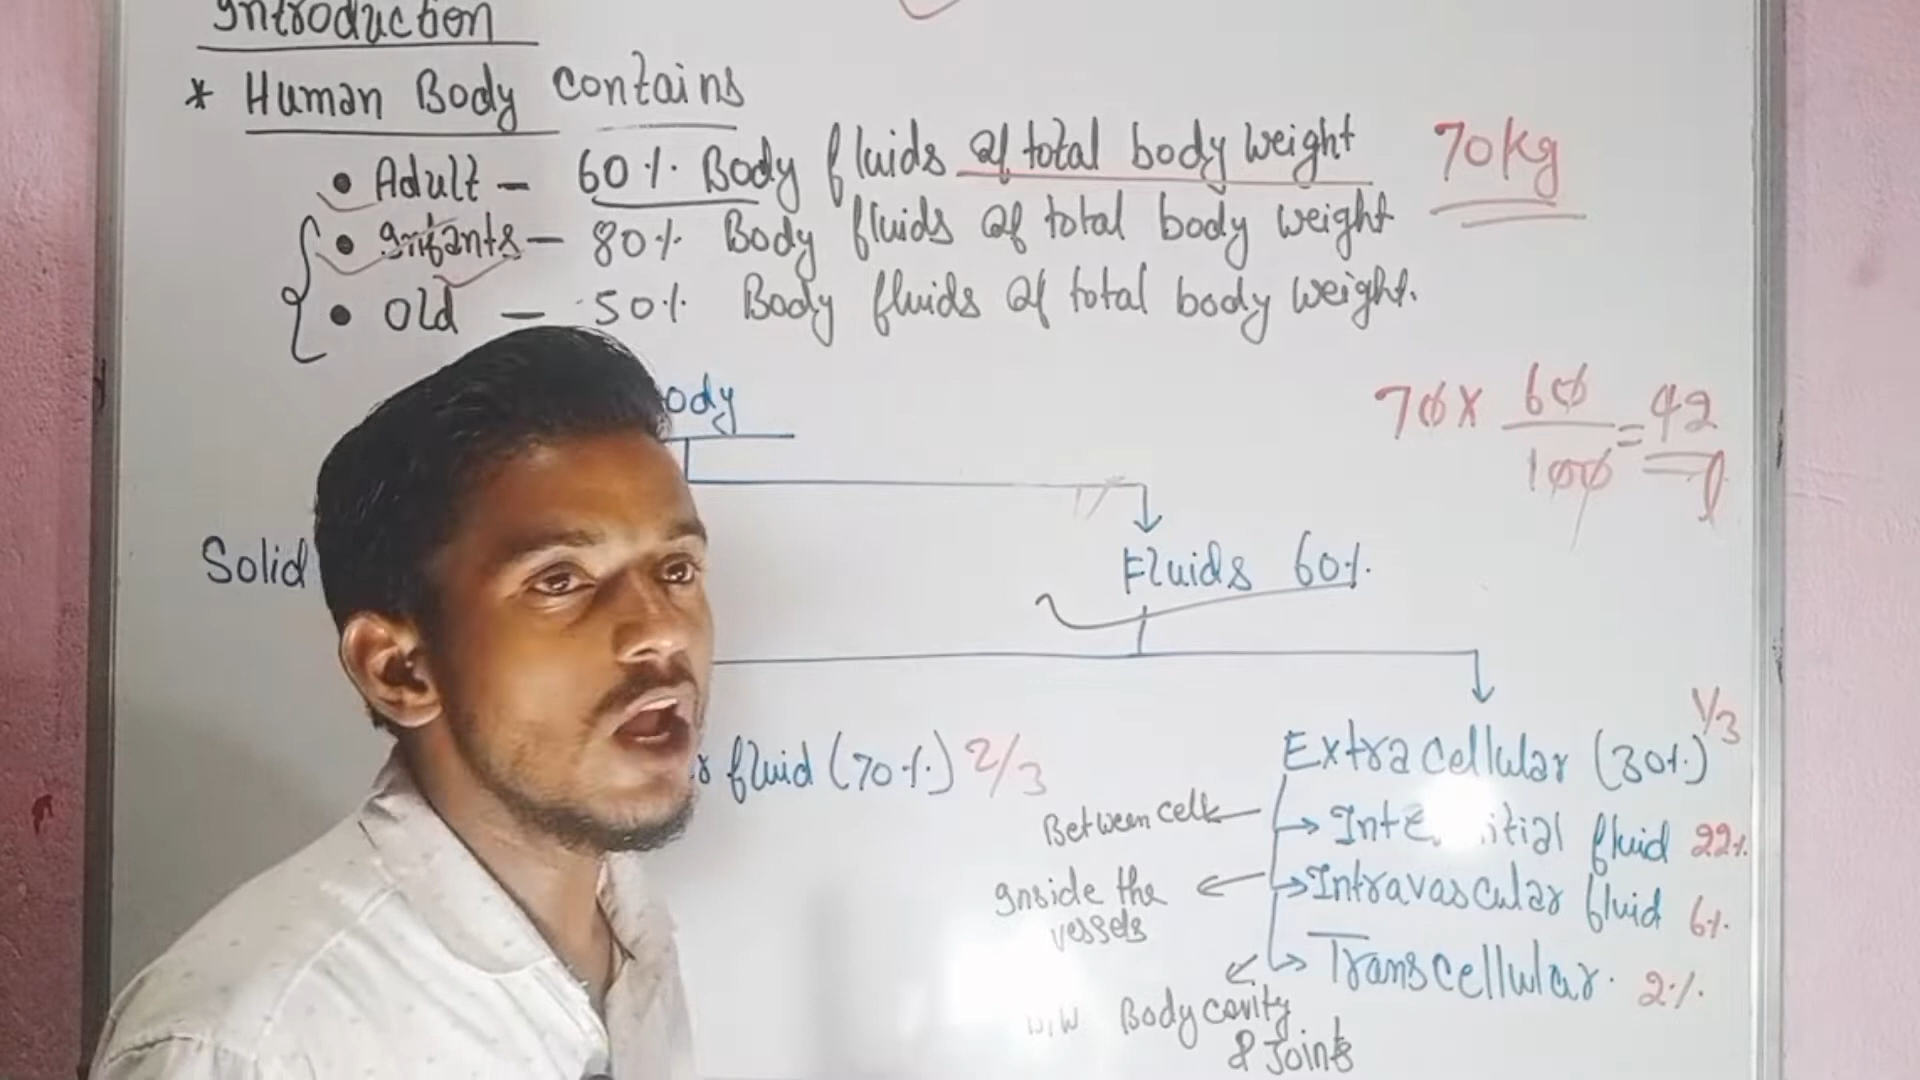 Introduction
* Human Body contains
• Adult - 60% Body fluids of total body weight
70kg
• Infants - 80% Body fluids of total body weight
• Old - 50% Body fluids of total body weight.
ody
70 x 60/100 = 42 l
Solid
Fluids 60%
fluid (70%) 2/3
Extracellular (30%) 1/3
Between cells
→ Interstitial fluid 22%
Inside the vessels
→ Intravascular fluid 6%
→ Transcellular. 2%
Body cavity
& Joints